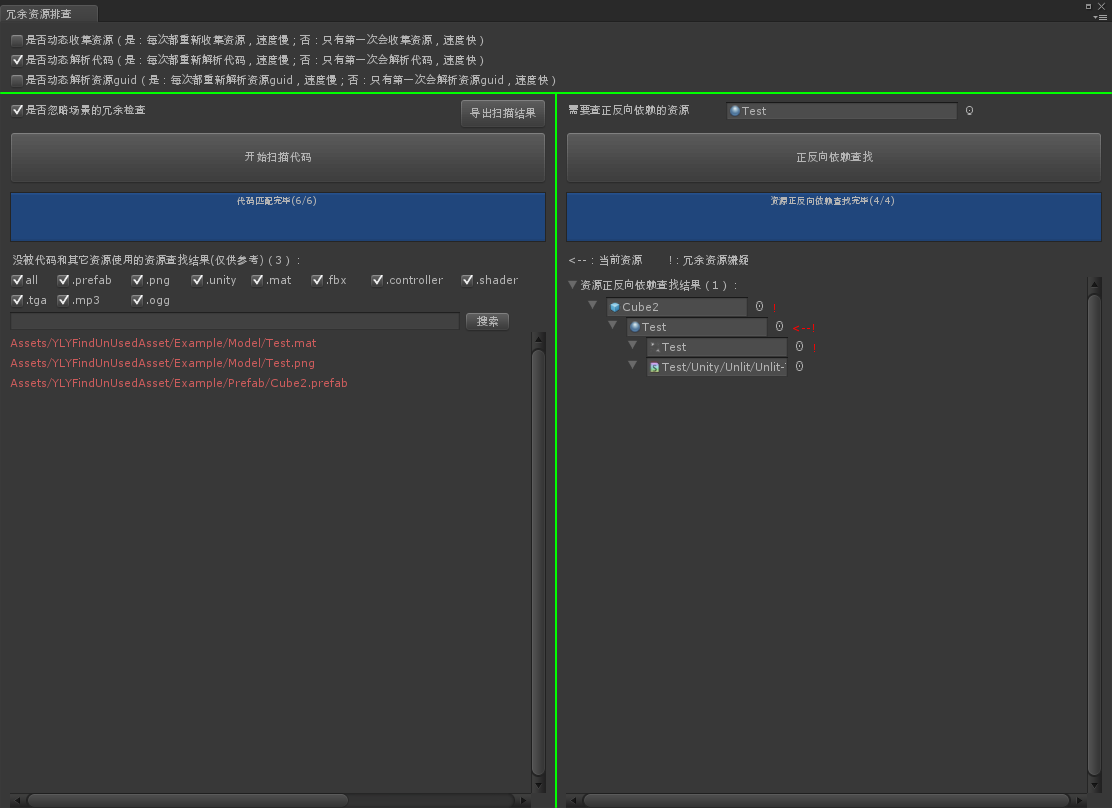 冗余资源排查
是否动态收集资源 ( 是 : 每次都重新收集资源 , 速度慢 ; 否 : 只有第一次会收集资源 , 速度快 )
是否动态解析代码 ( 是 : 每次都重新解析代码 , 速度慢 ; 否 : 只有第一次会解析代码 , 速度快 )
是否动态解析资源guid ( 是 : 每次都重新解析资源guid , 速度慢 ; 否 : 只有第一次会解析资源guid , 速度快 )
是否忽略场景的冗余检查
导出扫描结果
开始扫描代码
代码匹配完毕(6/6)
没被代码和其它资源使用的资源查找结果(仅供参考) ( 3 ) :
all .prefab .png .unity .mat .fbx .controller .shader
.tga .mp3 .ogg
搜索
Assets/YLYFindUnUsedAsset/Example/Model/Test.mat
Assets/YLYFindUnUsedAsset/Example/Model/Test.png
Assets/YLYFindUnUsedAsset/Example/Prefab/Cube2.prefab
需要查正反向依赖的资源 Test
正反向依赖查找
资源正反向依赖查找完毕(4/4)
<-- : 当前资源 ! : 冗余资源嫌疑
资源正反向依赖查找结果 ( 1 ) :
Cube2 !
Test <--!
Test !
Test/Unity/Unlit/Unlit-